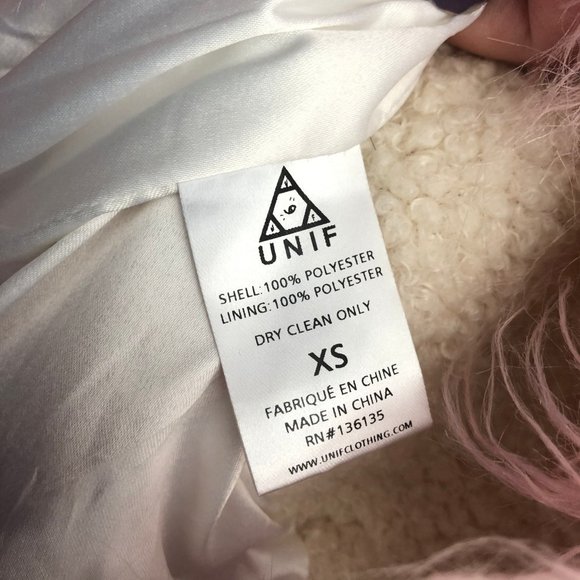 UNIF
SHELL:100% POLYESTER
LINING:100% POLYESTER
DRY CLEAN ONLY
XS
FABRIQUÉ EN CHINE
MADE IN CHINA
RN#136135
WWW.UNIFCLOTHING.COM